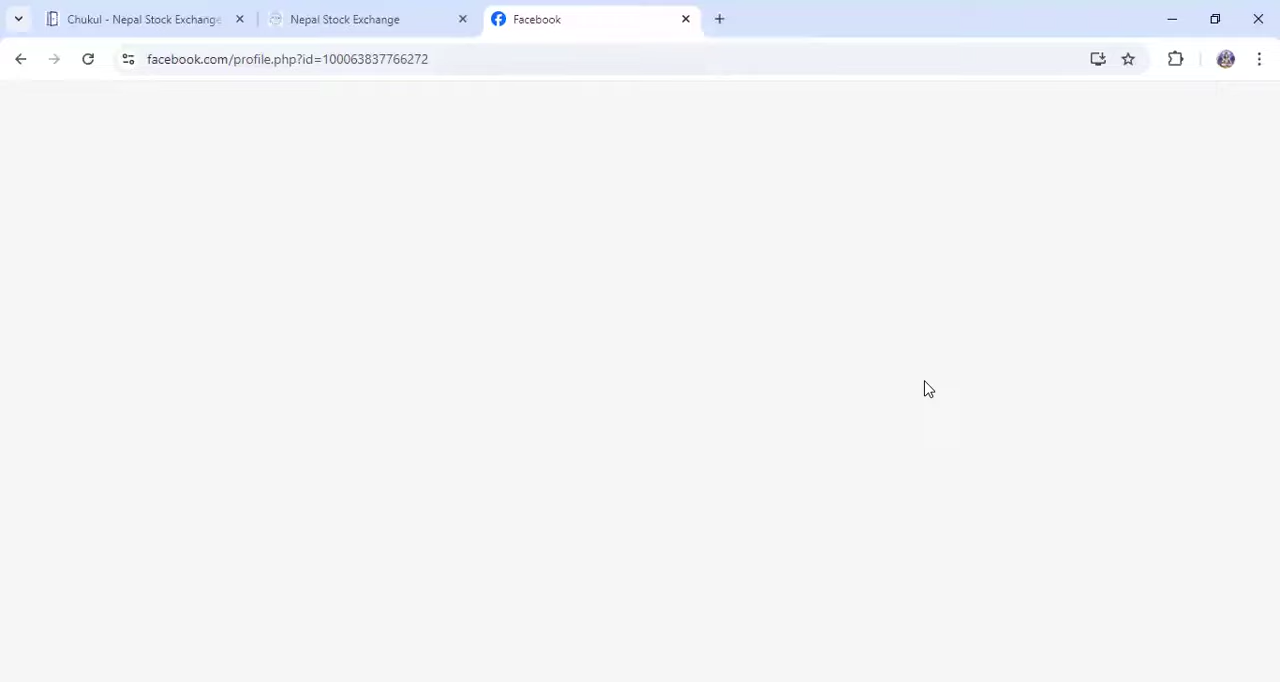 Chukul - Nepal Stock Exchange
Nepal Stock Exchange
Facebook
facebook.com/profile.php?id=100063837766272